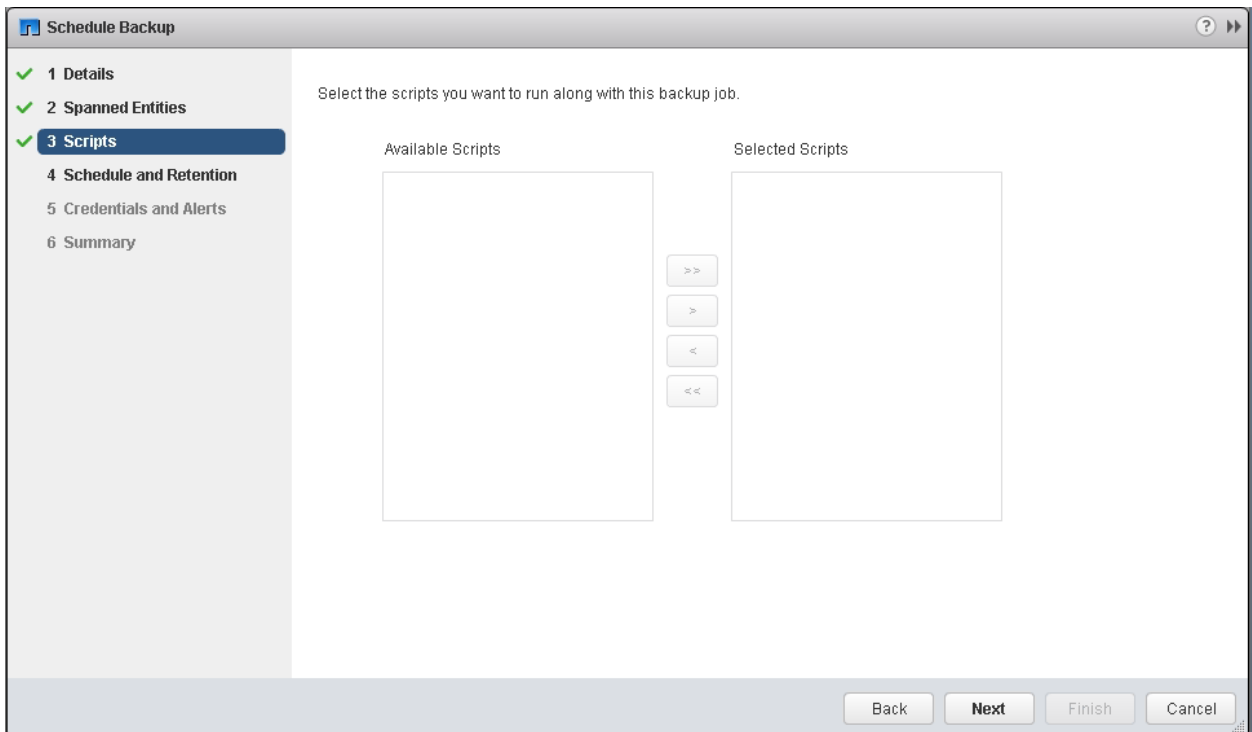 Schedule Backup
?
1 Details
2 Spanned Entities
3 Scripts
4 Schedule and Retention
5 Credentials and Alerts
6 Summary
Select the scripts you want to run along with this backup job.
Available Scripts
Selected Scripts
>>
>
<
<<
Back
Next
Finish
Cancel